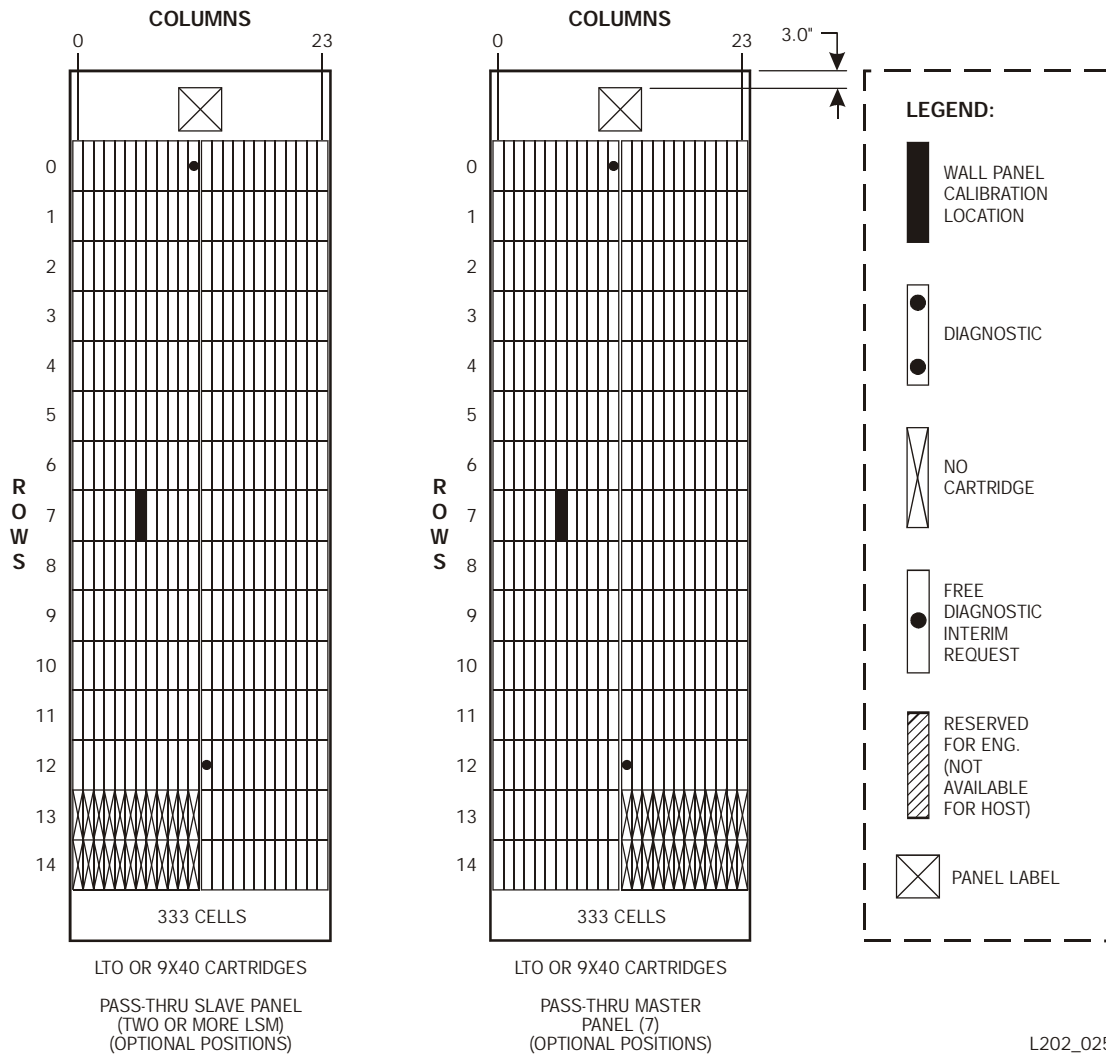 COLUMNS
0 23
0
1
2
3
4
5
6
7
8
9
10
11
12
13
14
ROWS
333 CELLS
LTO OR 9X40 CARTRIDGES
PASS-THRU SLAVE PANEL
(TWO OR MORE LSM)
(OPTIONAL POSITIONS)
COLUMNS
0 23
3.0"
0
1
2
3
4
5
6
7
8
9
10
11
12
13
14
ROWS
333 CELLS
LTO OR 9X40 CARTRIDGES
PASS-THRU MASTER
PANEL (7)
(OPTIONAL POSITIONS)
LEGEND:
WALL PANEL
CALIBRATION
LOCATION
DIAGNOSTIC
NO
CARTRIDGE
FREE
DIAGNOSTIC
INTERIM
REQUEST
RESERVED
FOR ENG.
(NOT
AVAILABLE
FOR HOST)
PANEL LABEL